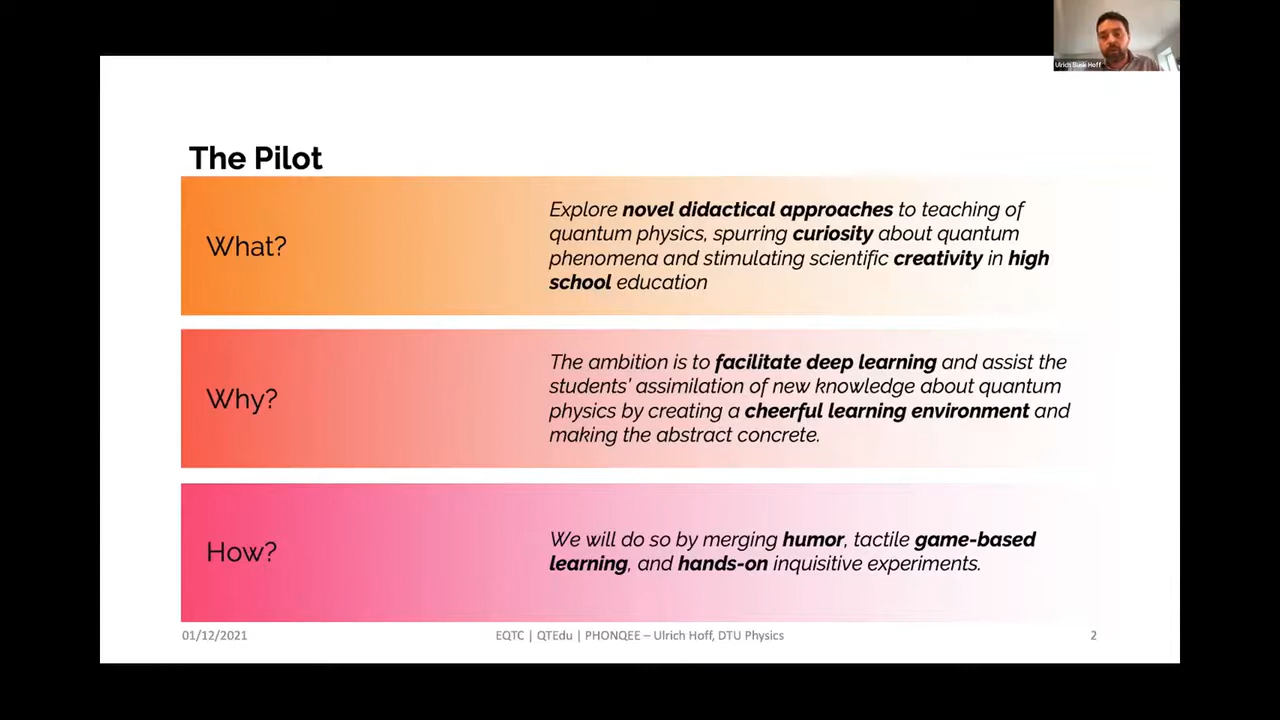 Ulrich Busk Hoff
The Pilot
What?
Explore novel didactical approaches to teaching of
quantum physics, spurring curiosity about quantum
phenomena and stimulating scientific creativity in high
school education
Why?
The ambition is to facilitate deep learning and assist the
students' assimilation of new knowledge about quantum
physics by creating a cheerful learning environment and
making the abstract concrete.
How?
We will do so by merging humor, tactile game-based
learning, and hands-on inquisitive experiments.
01/12/2021
EQTC | QTEdu | PHONQEE – Ulrich Hoff, DTU Physics
2